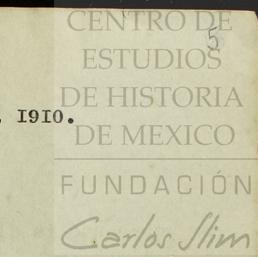 CENTRO DE
5
ESTUDIOS
DE HISTORIA
, 1910.
DE MEXICO
FUNDACIÓN
Carlos Slim